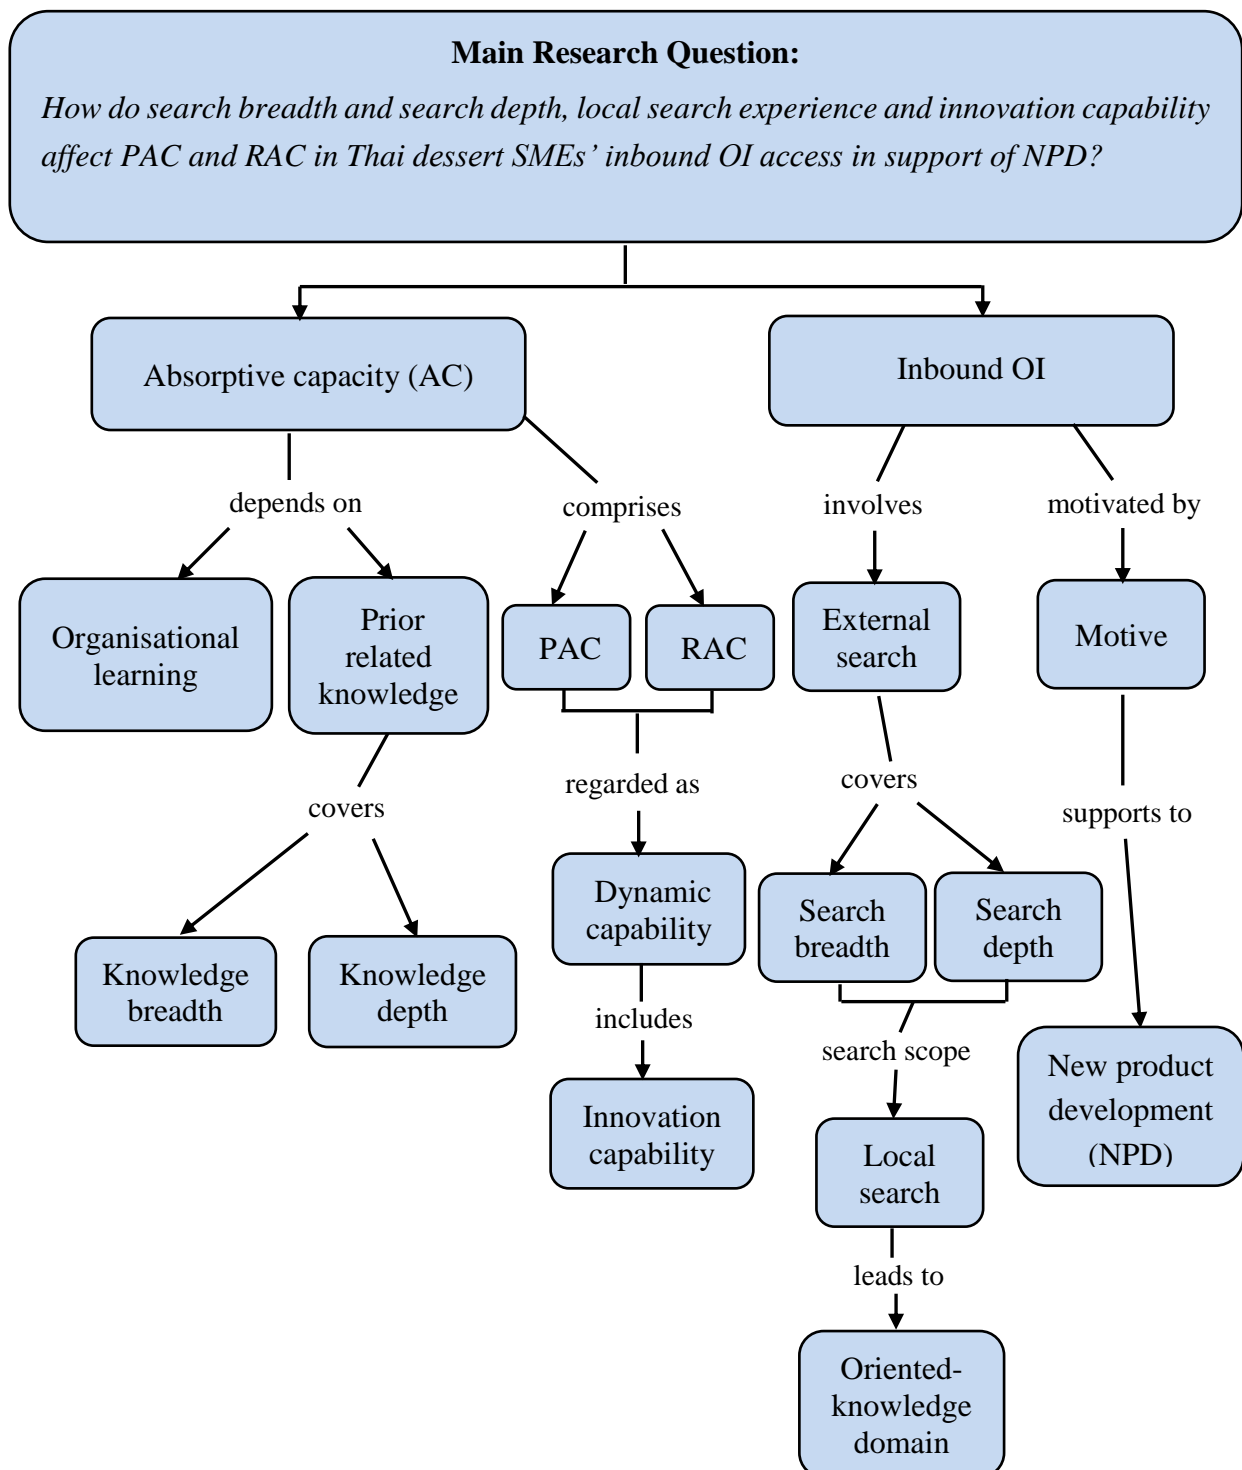 Main Research Question:
How do search breadth and search depth, local search experience and innovation capability
affect PAC and RAC in Thai dessert SMEs’ inbound OI access in support of NPD?
Absorptive capacity (AC)
Inbound OI
depends on
comprises
involves
motivated by
Organisational
learning
Prior
related
knowledge
PAC
RAC
External
search
Motive
covers
regarded as
covers
supports to
Knowledge
breadth
Knowledge
depth
Dynamic
capability
Search
breadth
Search
depth
includes
search scope
New product
development
(NPD)
Innovation
capability
Local
search
leads to
Oriented-
knowledge
domain